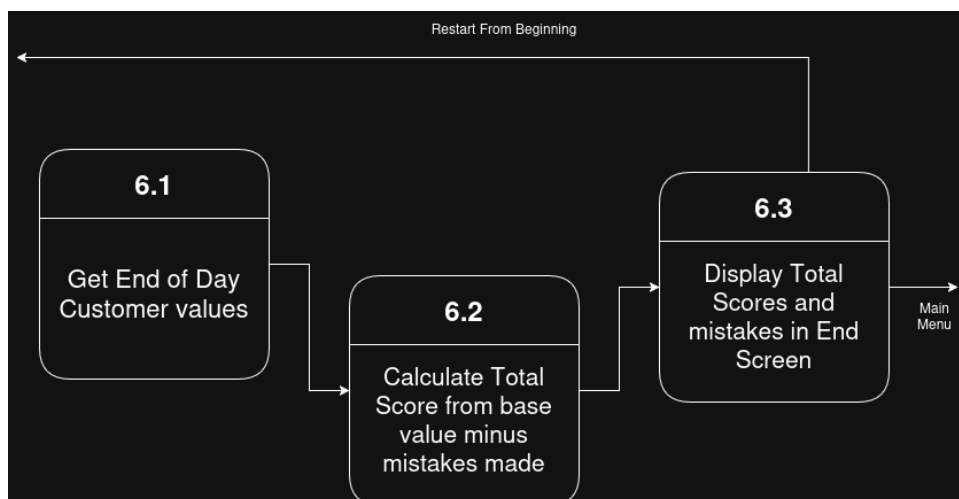 Restart From Beginning
6.1
Get End of Day
Customer values
6.2
Calculate Total
Score from base
value minus
mistakes made
6.3
Display Total
Scores and
mistakes in End
Screen
Main
Menu